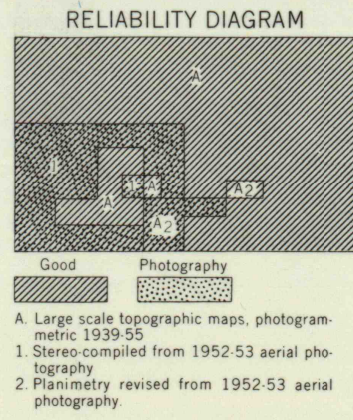 RELIABILITY DIAGRAM
A
1
1
A
A2
A
A2
Good Photography
A. Large scale topographic maps, photogram-
metric 1939-55
1. Stereo-compiled from 1952-53 aerial pho-
tography
2. Planimetry revised from 1952-53 aerial
photography.